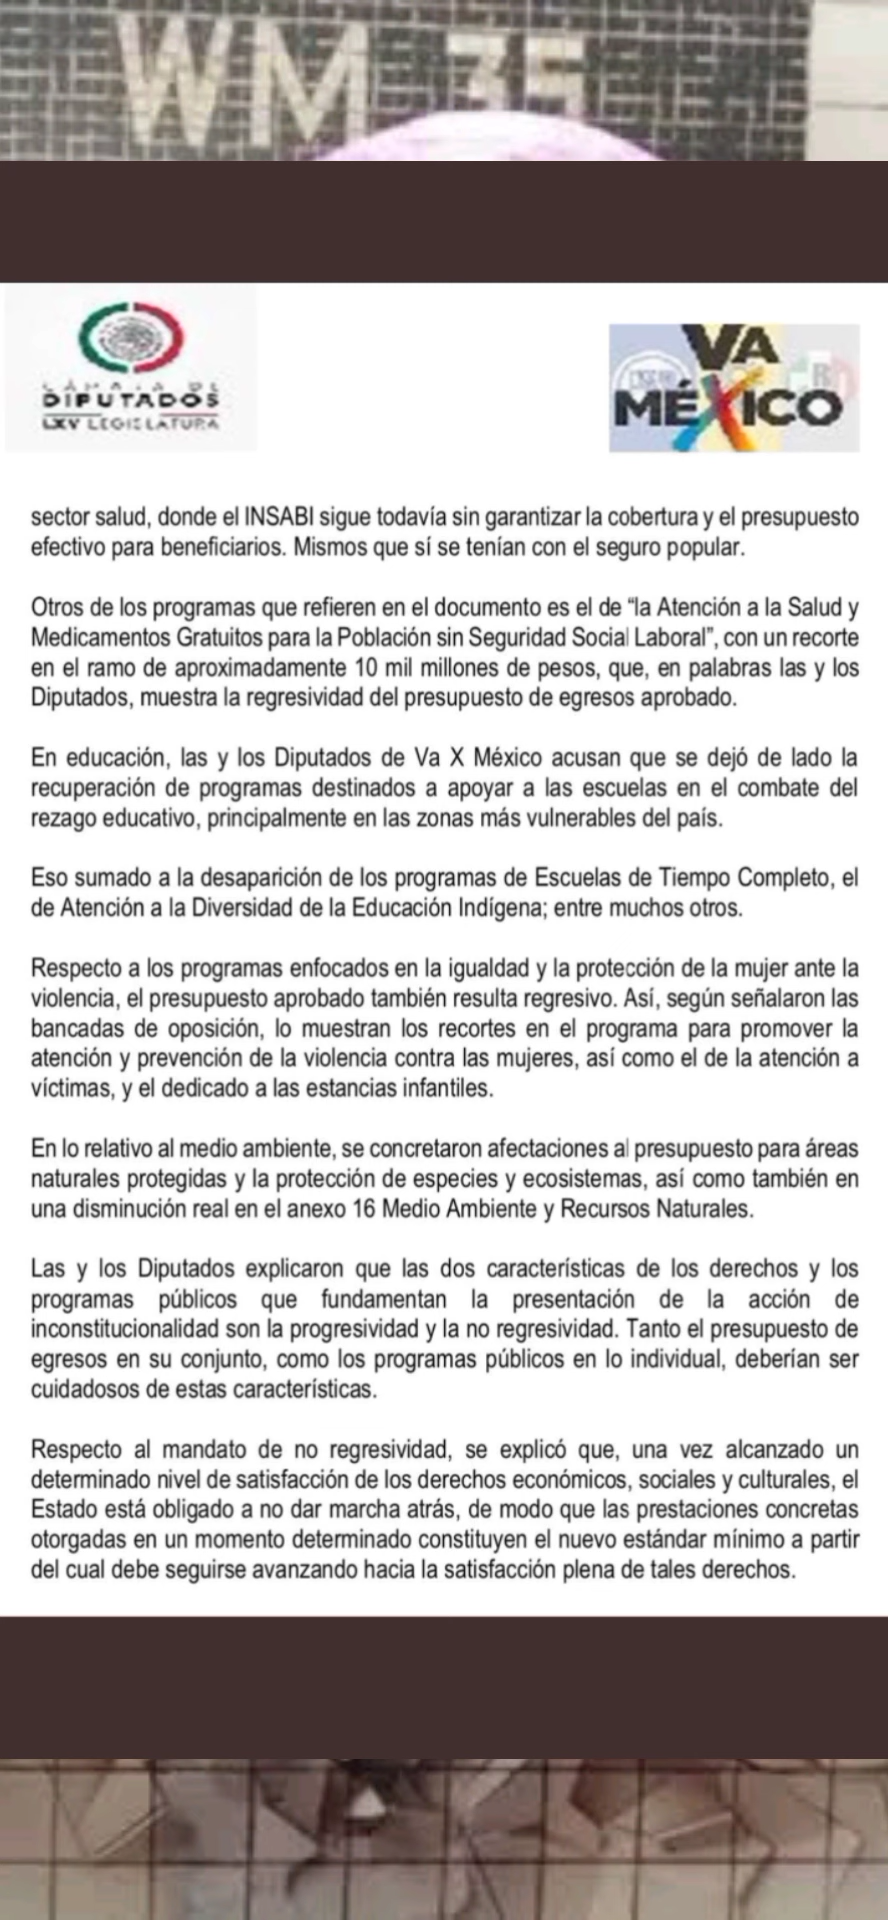 WM 35
CÁMARA DE
DIPUTADOS
LXV LEGISLATURA
VA
MÉXICO
sector salud, donde el INSABI sigue todavía sin garantizar la cobertura y el presupuesto
efectivo para beneficiarios. Mismos que sí se tenían con el seguro popular.
Otros de los programas que refieren en el documento es el de “la Atención a la Salud y
Medicamentos Gratuitos para la Población sin Seguridad Social Laboral”, con un recorte
en el ramo de aproximadamente 10 mil millones de pesos, que, en palabras las y los
Diputados, muestra la regresividad del presupuesto de egresos aprobado.
En educación, las y los Diputados de Va X México acusan que se dejó de lado la
recuperación de programas destinados a apoyar a las escuelas en el combate del
rezago educativo, principalmente en las zonas más vulnerables del país.
Eso sumado a la desaparición de los programas de Escuelas de Tiempo Completo, el
de Atención a la Diversidad de la Educación Indígena; entre muchos otros.
Respecto a los programas enfocados en la igualdad y la protección de la mujer ante la
violencia, el presupuesto aprobado también resulta regresivo. Así, según señalaron las
bancadas de oposición, lo muestran los recortes en el programa para promover la
atención y prevención de la violencia contra las mujeres, así como el de la atención a
víctimas, y el dedicado a las estancias infantiles.
En lo relativo al medio ambiente, se concretaron afectaciones al presupuesto para áreas
naturales protegidas y la protección de especies y ecosistemas, así como también en
una disminución real en el anexo 16 Medio Ambiente y Recursos Naturales.
Las y los Diputados explicaron que las dos características de los derechos y los
programas públicos que fundamentan la presentación de la acción de
inconstitucionalidad son la progresividad y la no regresividad. Tanto el presupuesto de
egresos en su conjunto, como los programas públicos en lo individual, deberían ser
cuidadosos de estas características.
Respecto al mandato de no regresividad, se explicó que, una vez alcanzado un
determinado nivel de satisfacción de los derechos económicos, sociales y culturales, el
Estado está obligado a no dar marcha atrás, de modo que las prestaciones concretas
otorgadas en un momento determinado constituyen el nuevo estándar mínimo a partir
del cual debe seguirse avanzando hacia la satisfacción plena de tales derechos.